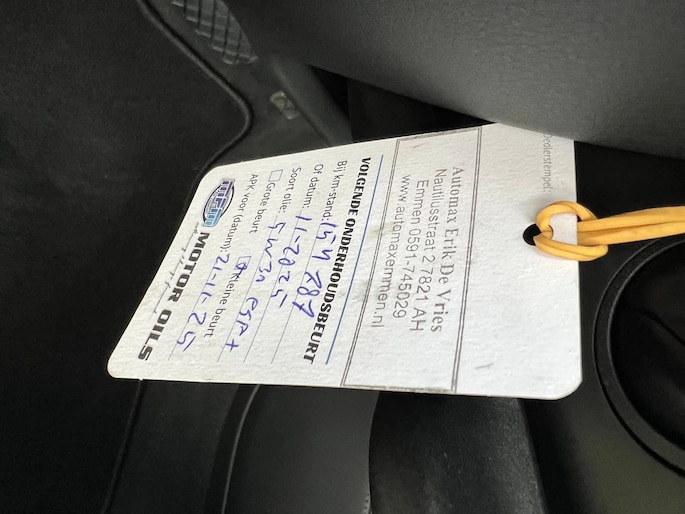 Dealerstempel:
Automax Erik De Vries
Nautilusstraat 2 7821 AH
Emmen 0591-745029
www.automaxemmen.nl
VOLGENDE ONDERHOUDSBEURT
Bij km-stand: 154 787
Of datum: 11-2025
Soort olie: 5W30 ESP+
Grote beurt Kleine beurt
APK voor (datum): 21-11-25
MOTOR OILS